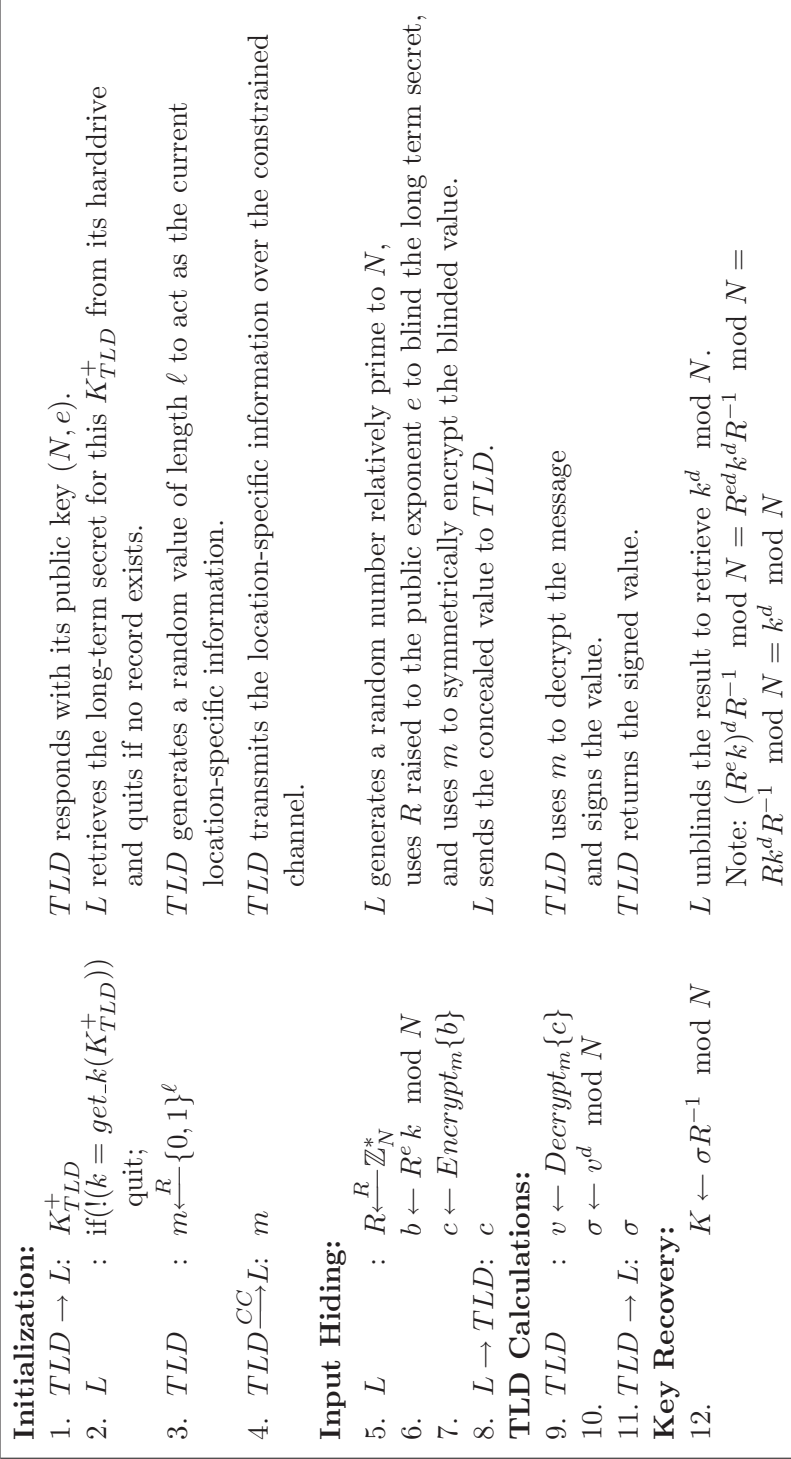 Initialization:
1. TLD → L: K⁺_TLD TLD responds with its public key (N, e).
2. L : if(!(k = get_k(K⁺_TLD)) L retrieves the long-term secret for this K⁺_TLD from its harddrive
quit; and quits if no record exists.
3. TLD : m ←R– {0, 1}^ℓ TLD generates a random value of length ℓ to act as the current
location-specific information.
4. TLD –CC→ L: m TLD transmits the location-specific information over the constrained
channel.
Input Hiding:
5. L : R ←R– ℤ*_N L generates a random number relatively prime to N,
6. b ← R^e k mod N uses R raised to the public exponent e to blind the long term secret,
7. c ← Encrypt_m{b} and uses m to symmetrically encrypt the blinded value.
8. L → TLD: c L sends the concealed value to TLD.
TLD Calculations:
9. TLD : v ← Decrypt_m{c} TLD uses m to decrypt the message
10. σ ← v^d mod N and signs the value.
11. TLD → L: σ TLD returns the signed value.
Key Recovery:
12. K ← σR⁻¹ mod N L unblinds the result to retrieve k^d mod N.
Note: (R^e k)^d R⁻¹ mod N = R^ed k^d R⁻¹ mod N =
Rk^d R⁻¹ mod N = k^d mod N